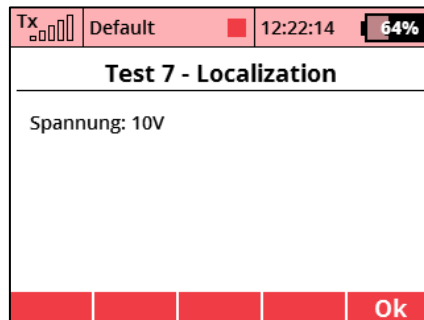 Tx Default 12:22:14 64%
Test 7 - Localization
Spannung: 10V
Ok